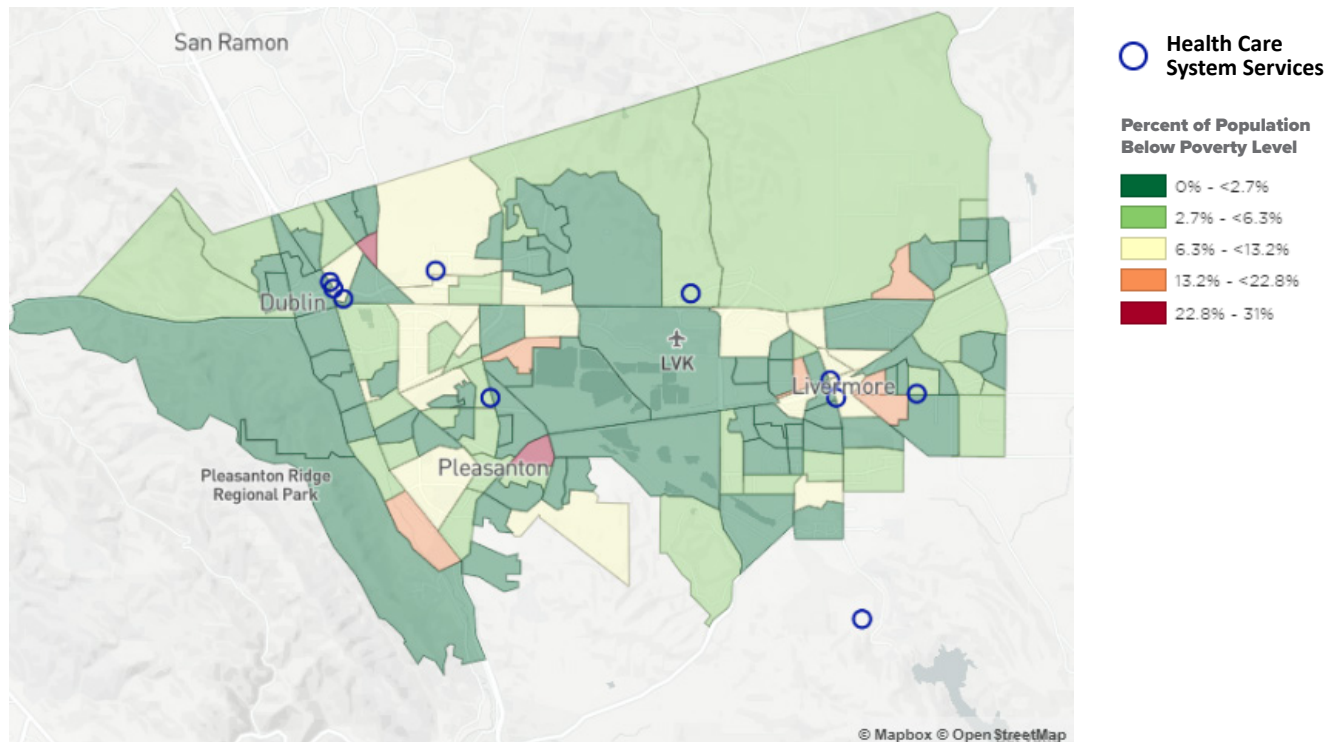 San Ramon
Dublin
LVK
Livermore
Pleasanton
Pleasanton Ridge
Regional Park
© Mapbox © OpenStreetMap
Health Care
System Services
Percent of Population
Below Poverty Level
0% - <2.7%
2.7% - <6.3%
6.3% - <13.2%
13.2% - <22.8%
22.8% - 31%